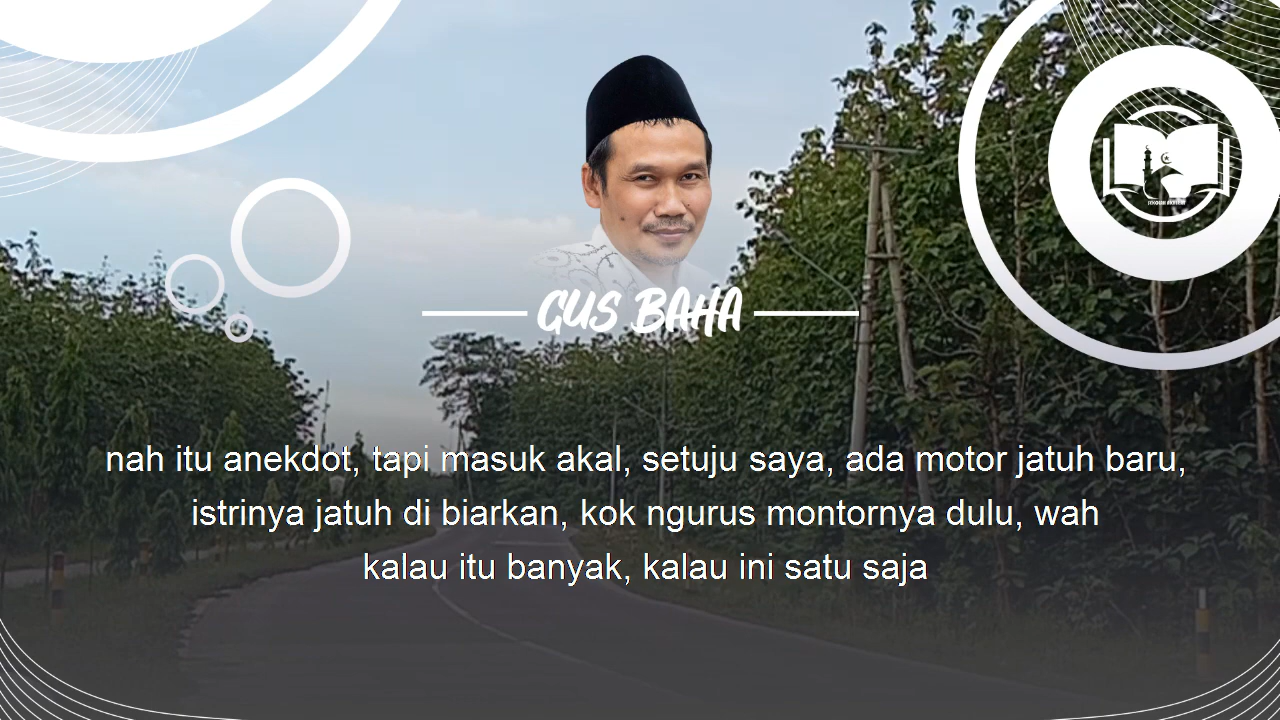 GUS BAHA
nah itu anekdot, tapi masuk akal, setuju saya, ada motor jatuh baru,
istrinya jatuh di biarkan, kok ngurus montornya dulu, wah
kalau itu banyak, kalau ini satu saja